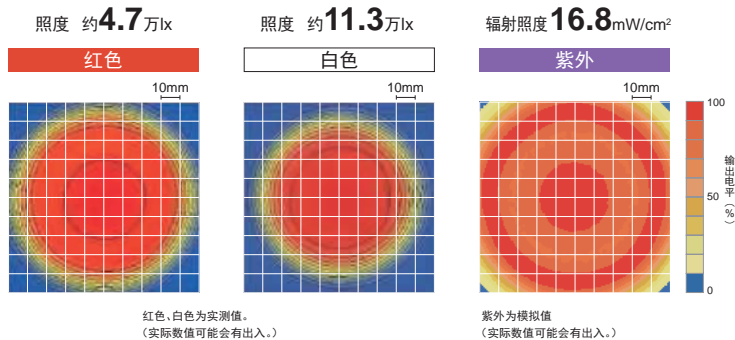 照度 约4.7万lx
照度 约11.3万lx
辐射照度16.8mW/cm²
红色
白色
紫外
10mm
10mm
10mm
100
50
0
输出电平（%）
红色、白色为实测值。
（实际数值可能会有出入。）
紫外为模拟值
（实际数值可能会有出入。）